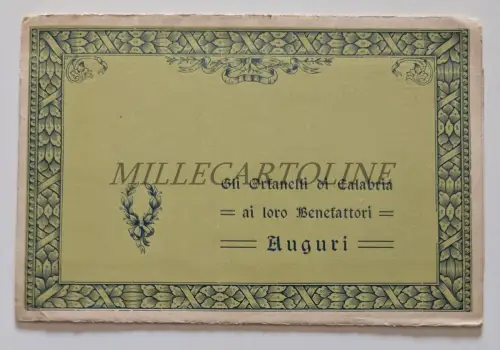 MILLECARTOLINE
Gli Orfanelli di Calabria
ai loro Benefattori
Auguri